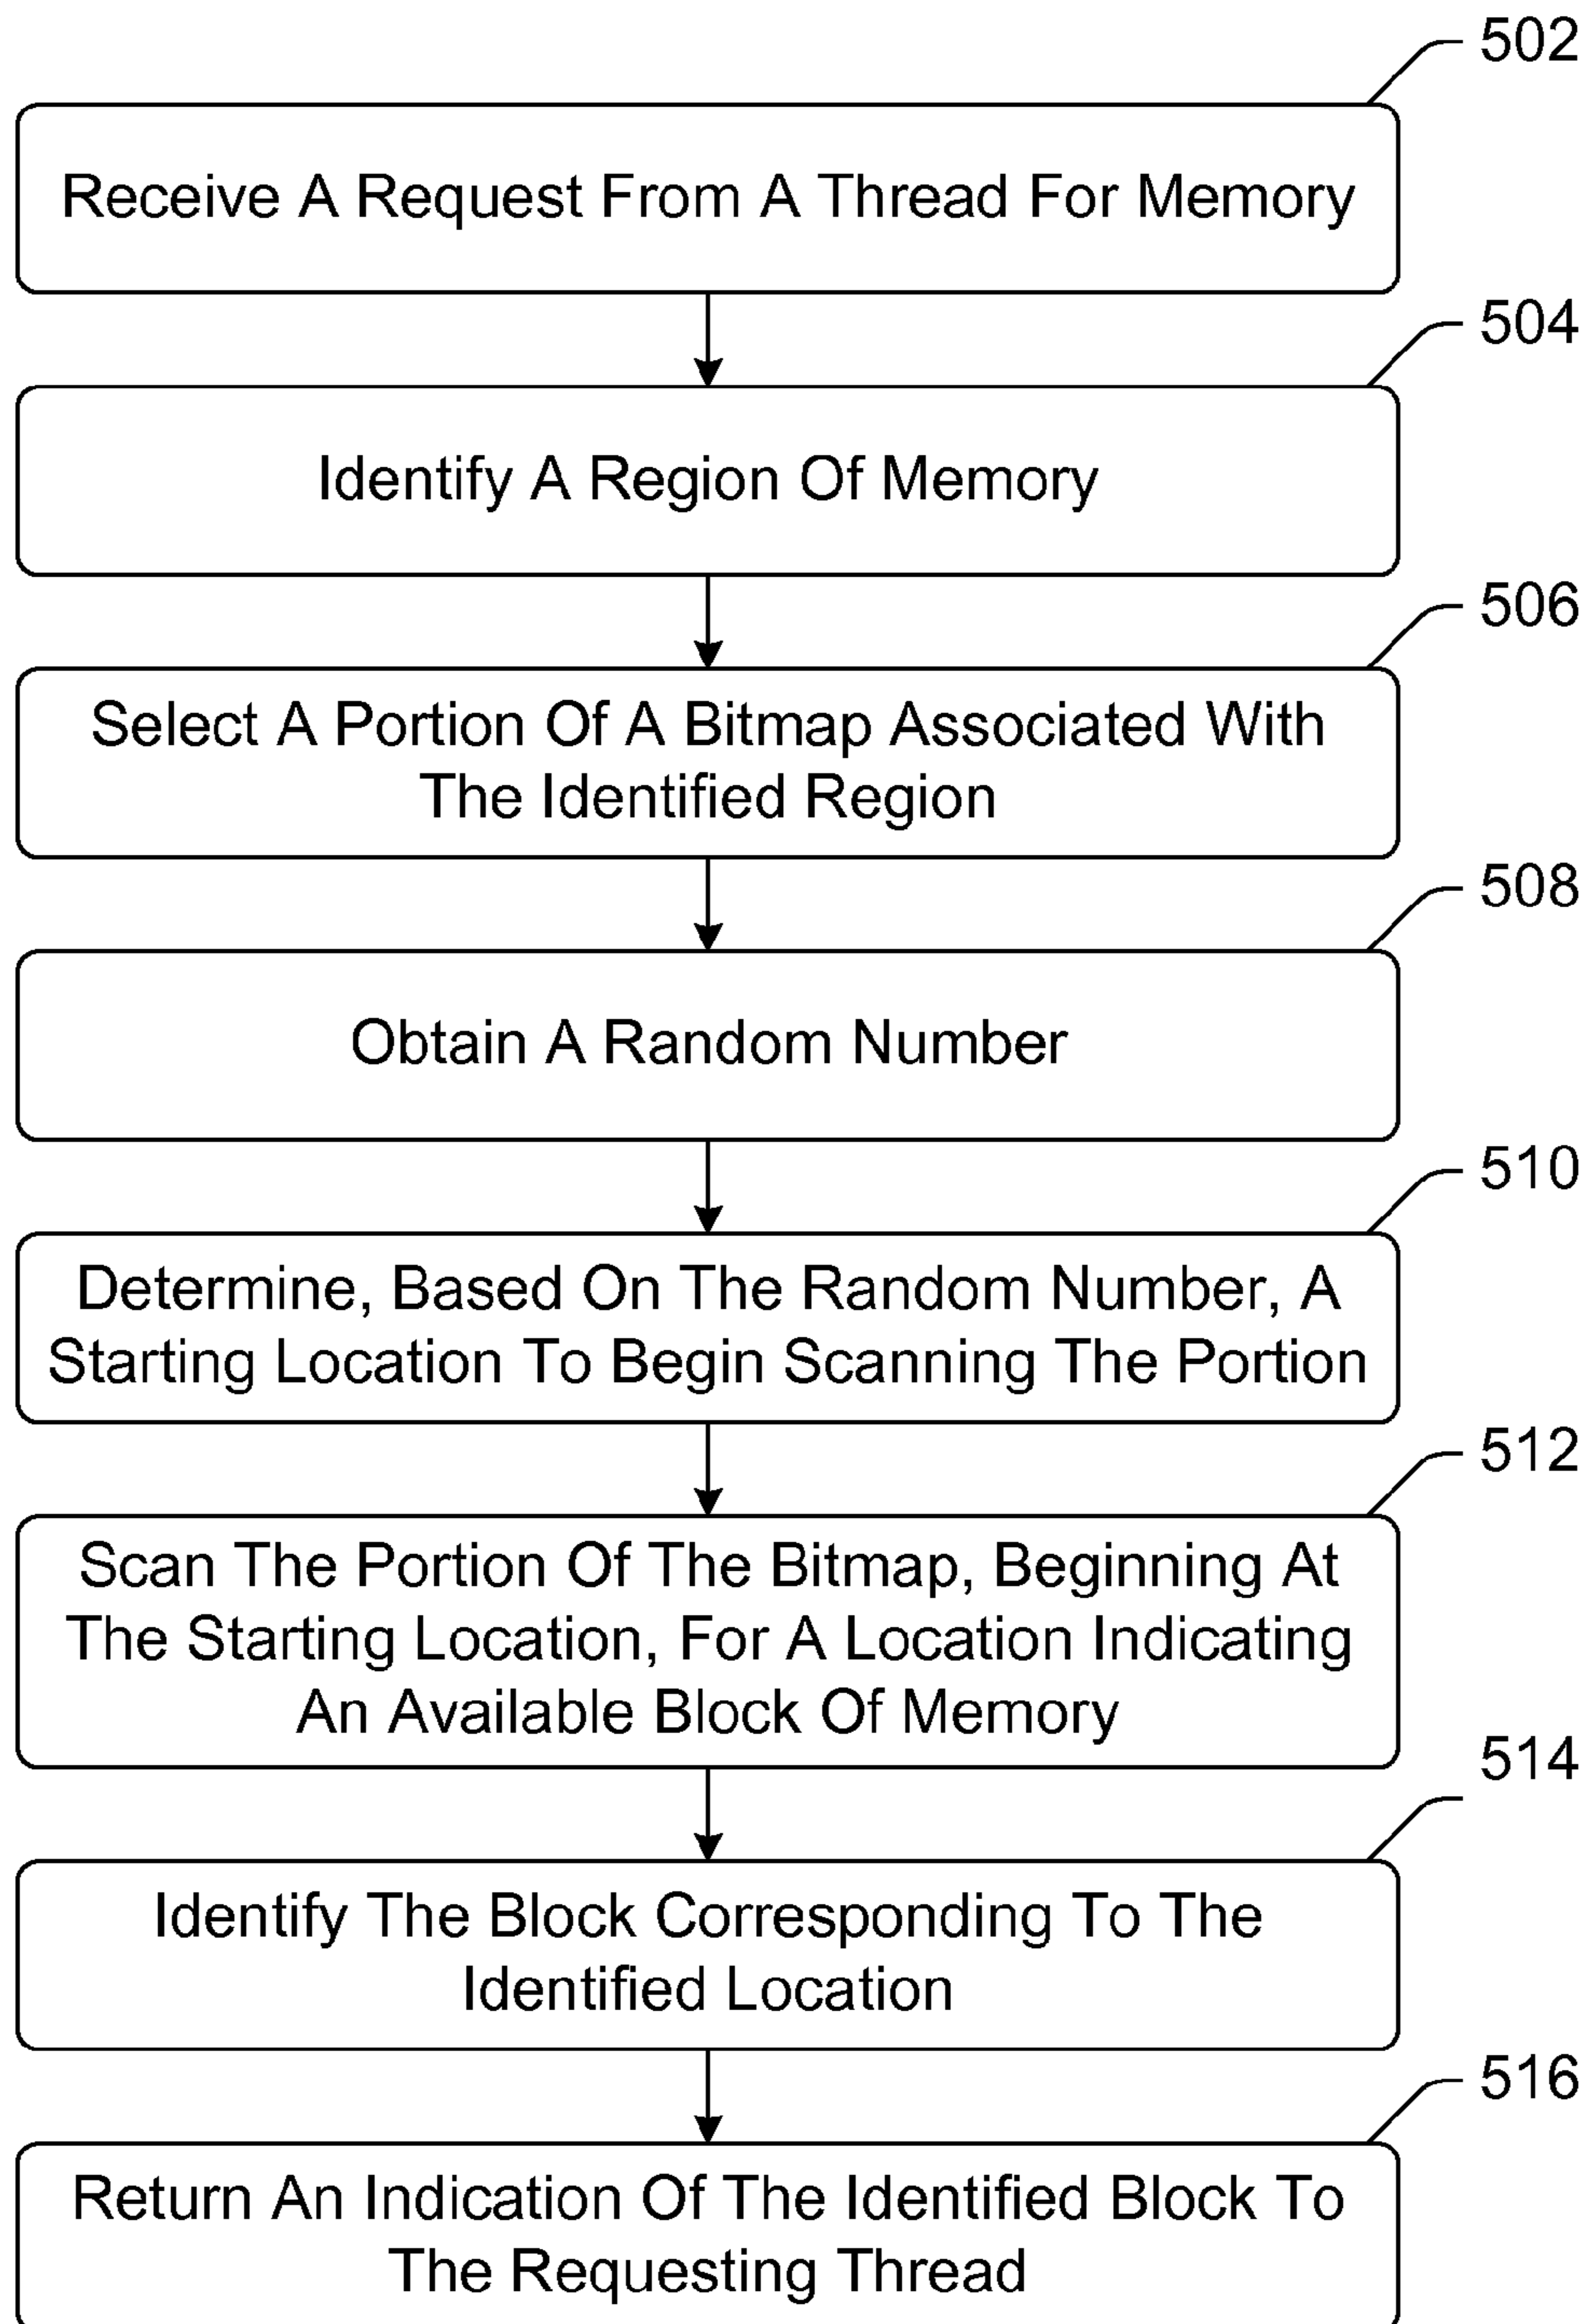 502
Receive A Request From A Thread For Memory
504
Identify A Region Of Memory
506
Select A Portion Of A Bitmap Associated With
The Identified Region
508
Obtain A Random Number
510
Determine, Based On The Random Number, A
Starting Location To Begin Scanning The Portion
512
Scan The Portion Of The Bitmap, Beginning At
The Starting Location, For A Location Indicating
An Available Block Of Memory
514
Identify The Block Corresponding To The
Identified Location
516
Return An Indication Of The Identified Block To
The Requesting Thread